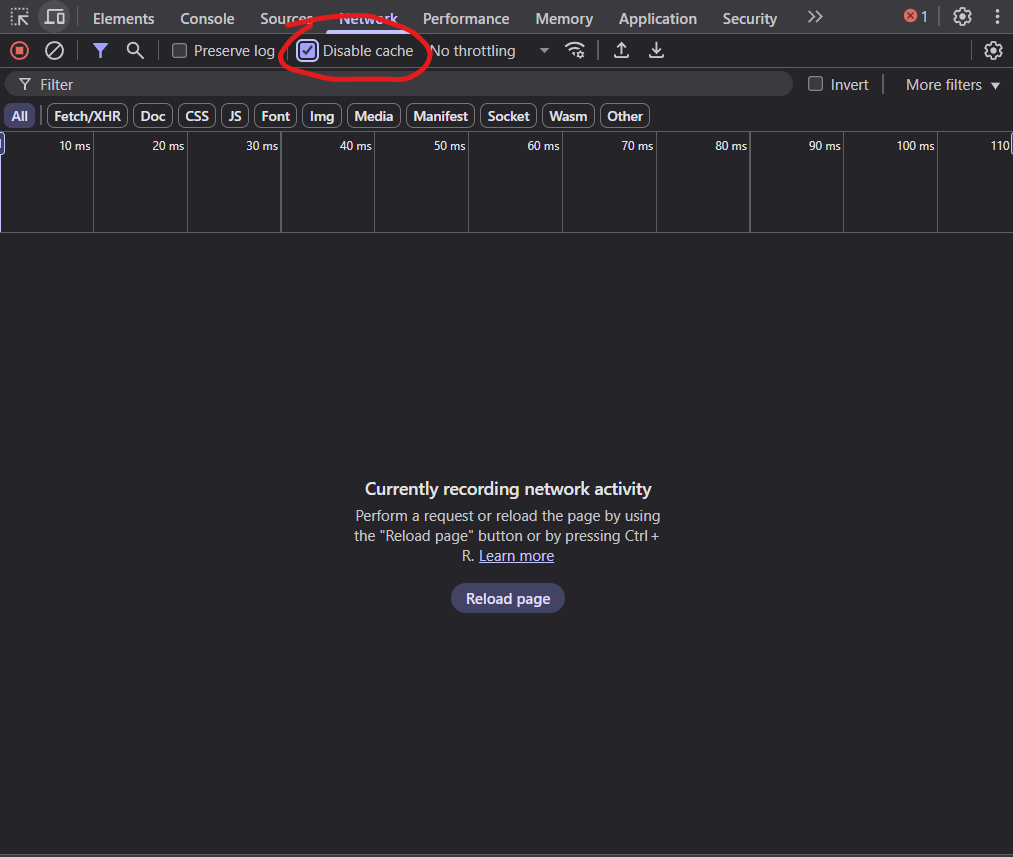 Elements Console Sources Network Performance Memory Application Security 1
Preserve log Disable cache No throttling
Filter Invert More filters
All Fetch/XHR Doc CSS JS Font Img Media Manifest Socket Wasm Other
10 ms 20 ms 30 ms 40 ms 50 ms 60 ms 70 ms 80 ms 90 ms 100 ms 110
Currently recording network activity
Perform a request or reload the page by using
the "Reload page" button or by pressing Ctrl +
R. Learn more
Reload page